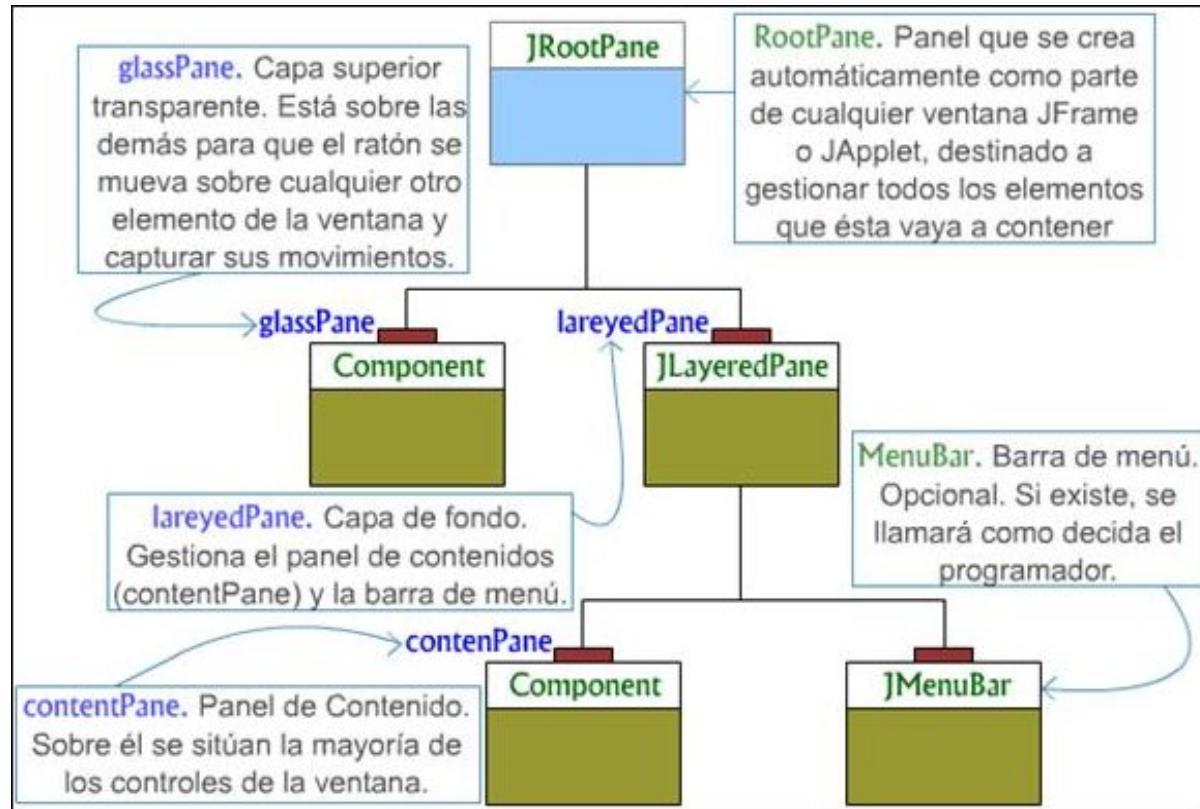 glassPane. Capa superior
transparente. Está sobre las
demás para que el ratón se
mueva sobre cualquier otro
elemento de la ventana y
capturar sus movimientos.
JRootPane
RootPane. Panel que se crea
automáticamente como parte
de cualquier ventana JFrame
o JApplet, destinado a
gestionar todos los elementos
que ésta vaya a contener
glassPane
Component
lareyedPane
JLayeredPane
lareyedPane. Capa de fondo.
Gestiona el panel de contenidos
(contentPane) y la barra de menú.
MenuBar. Barra de menú.
Opcional. Si existe, se
llamará como decida el
programador.
contenPane
Component
JMenuBar
contentPane. Panel de Contenido.
Sobre él se sitúan la mayoría de
los controles de la ventana.